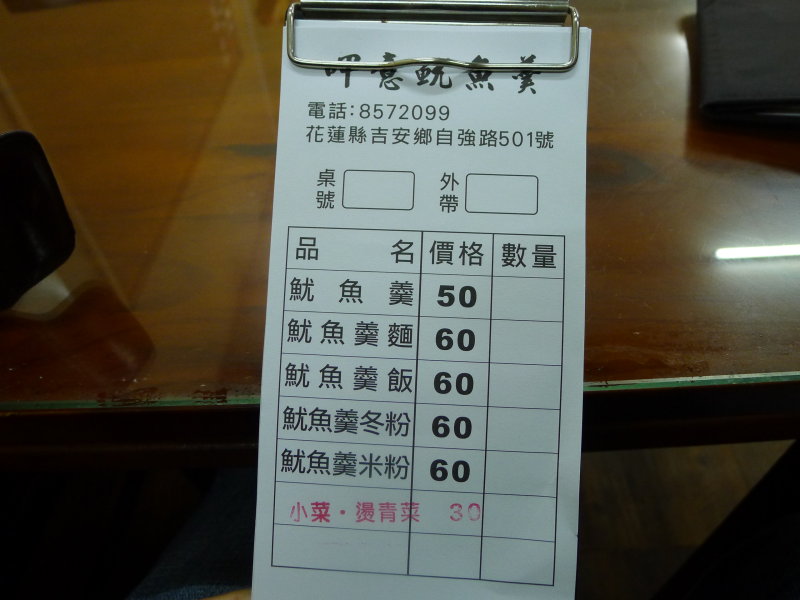 呷意魷魚羹
電話:8572099
花蓮縣吉安鄉自強路501號
桌號 外帶
品名 價格 數量
魷魚羹 50
魷魚羹麵 60
魷魚羹飯 60
魷魚羹冬粉 60
魷魚羹米粉 60
小菜・燙青菜 30